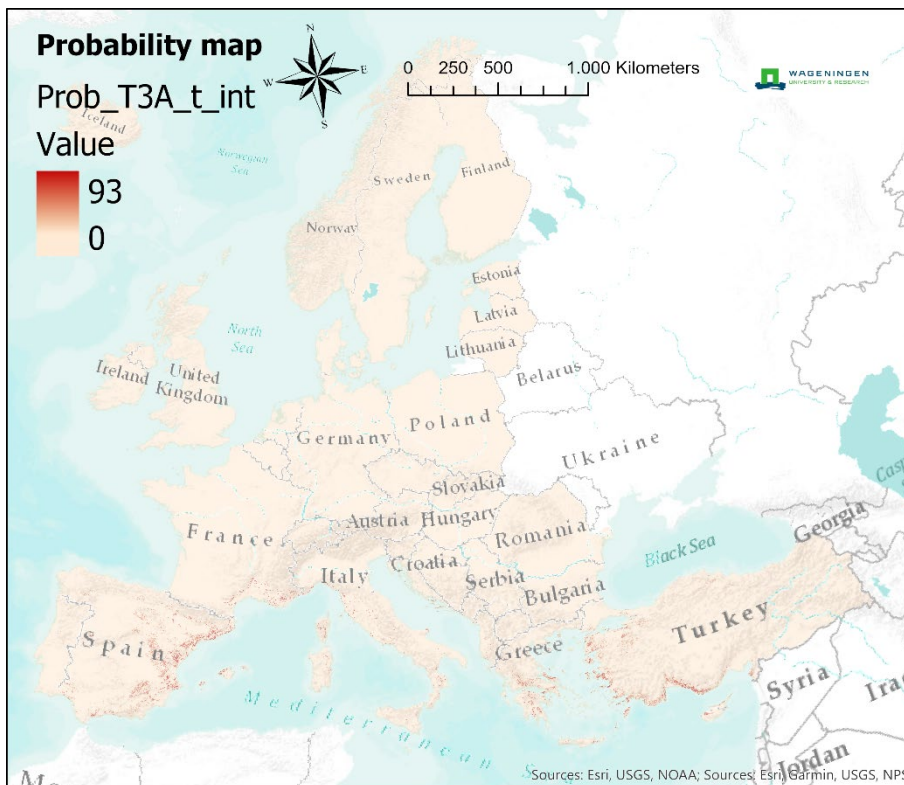 Probability map
Prob_T3A_t_int
Value
93
0
N
W E
S
0 250 500 1.000 Kilometers
WAGENINGEN
UNIVERSITY & RESEARCH
Iceland
Norwegian
Sea
Sweden
Finland
Norway
Estonia
Latvia
Lithuania
North
Sea
Ireland
United
Kingdom
Belarus
Poland
Germany
Ukraine
Slovakia
Austria
Hungary
France
Romania
Croatia
Italy
Serbia
Bulgaria
Black Sea
Georgia
Casp
Spain
Greece
Turkey
Syria
Iraq
Mediterranean S
Jordan
Sources: Esri, USGS, NOAA; Sources: Esri, Garmin, USGS, NPS